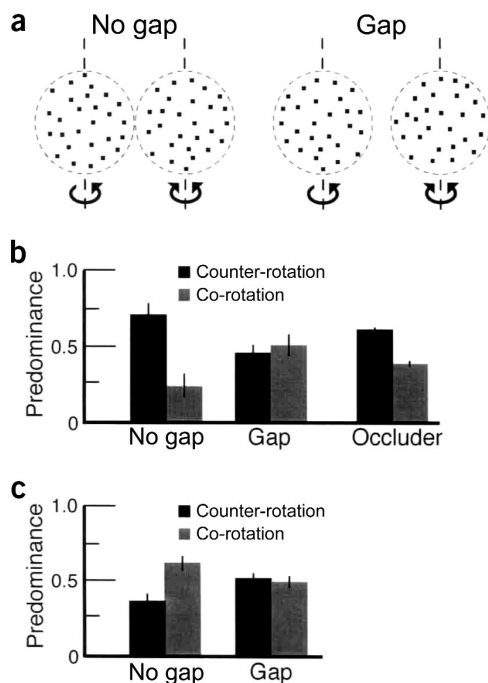 a
No gap Gap
b
1.0
0.5
0
Predominance
Counter-rotation
Co-rotation
No gap Gap Occluder
c
1.0
0.5
0
Predominance
Counter-rotation
Co-rotation
No gap Gap